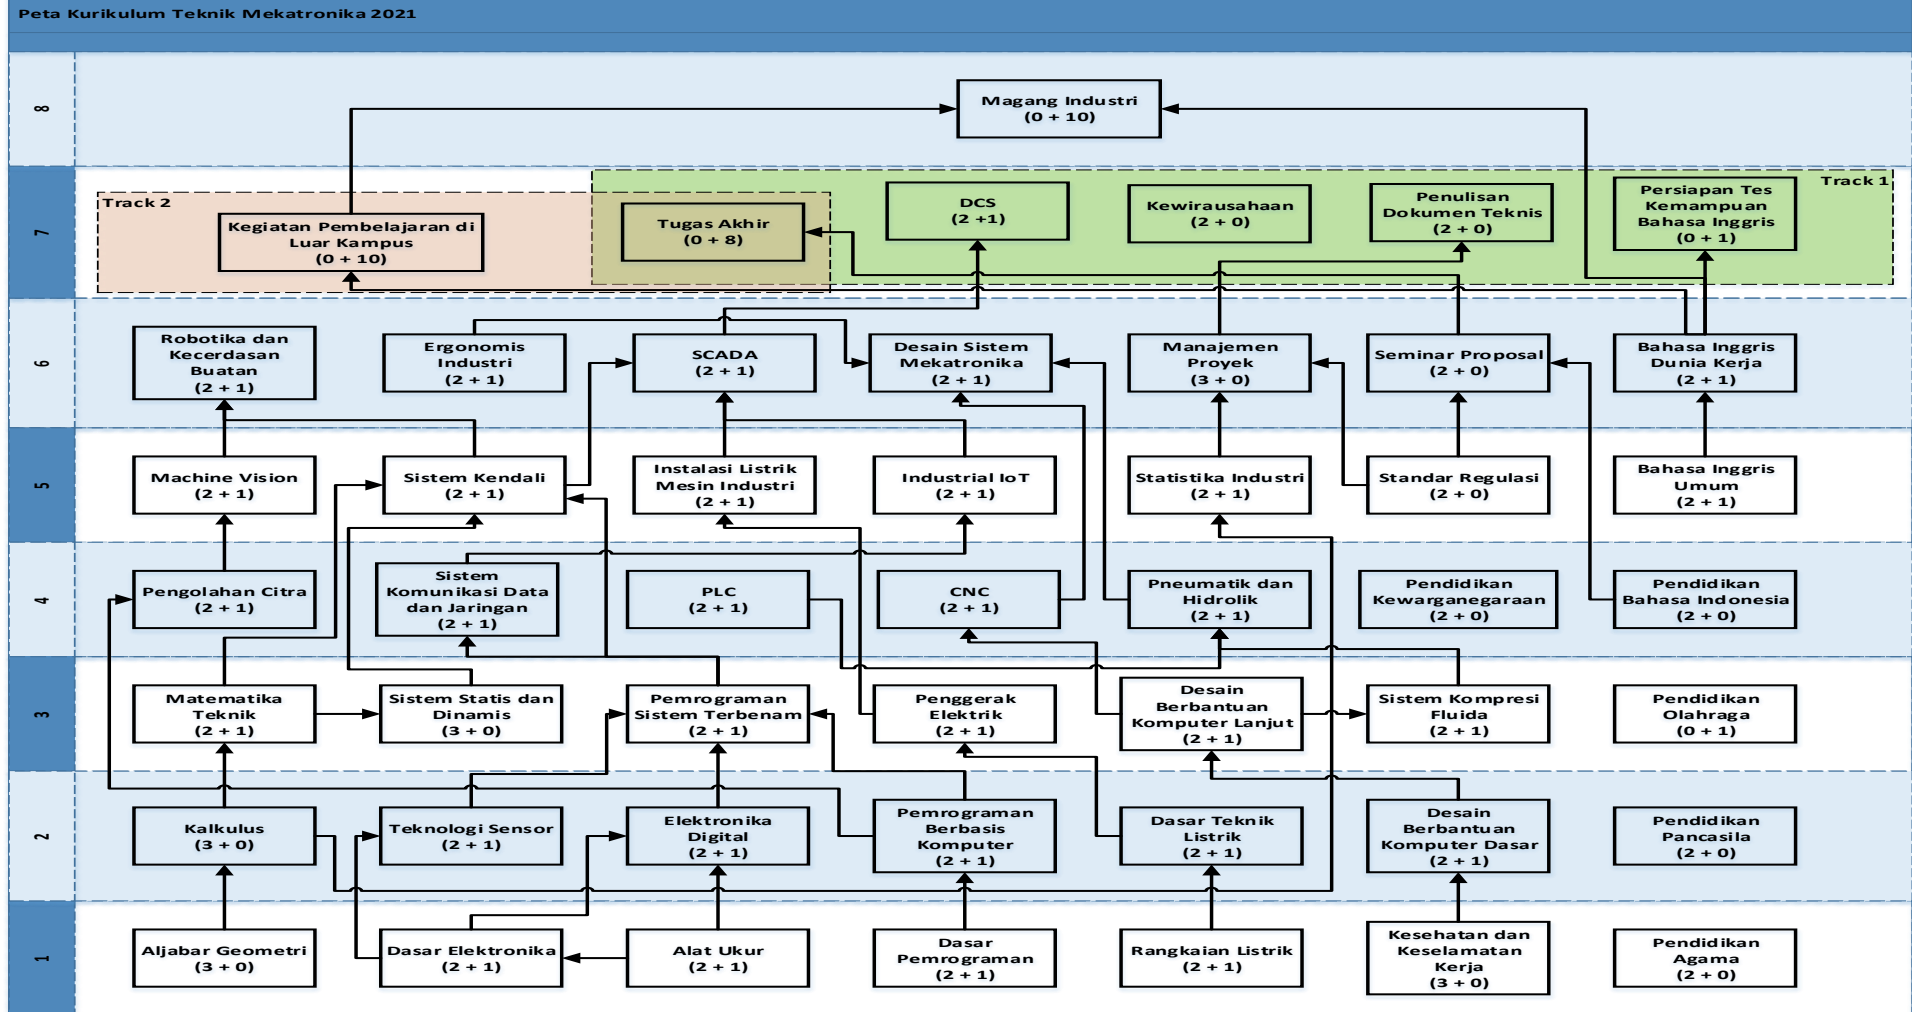 Peta Kurikulum Teknik Mekatronika 2021
8
Magang Industri
(0 + 10)
7
Track 2
Kegiatan Pembelajaran di
Luar Kampus
(0 + 10)
Tugas Akhir
(0 + 8)
DCS
(2 +1)
Kewirausahaan
(2 + 0)
Penulisan
Dokumen Teknis
(2 + 0)
Persiapan Tes
Kemampuan
Bahasa Inggris
(0 + 1)
Track 1
6
Robotika dan
Kecerdasan
Buatan
(2 + 1)
Ergonomis
Industri
(2 + 1)
SCADA
(2 + 1)
Desain Sistem
Mekatronika
(2 + 1)
Manajemen
Proyek
(3 + 0)
Seminar Proposal
(2 + 0)
Bahasa Inggris
Dunia Kerja
(2 + 1)
5
Machine Vision
(2 + 1)
Sistem Kendali
(2 + 1)
Instalasi Listrik
Mesin Industri
(2 + 1)
Industrial IoT
(2 + 1)
Statistika Industri
(2 + 1)
Standar Regulasi
(2 + 0)
Bahasa Inggris
Umum
(2 + 1)
4
Pengolahan Citra
(2 + 1)
Sistem
Komunikasi Data
dan Jaringan
(2 + 1)
PLC
(2 + 1)
CNC
(2 + 1)
Pneumatik dan
Hidrolik
(2 + 1)
Pendidikan
Kewarganegaraan
(2 + 0)
Pendidikan
Bahasa Indonesia
(2 + 0)
3
Matematika
Teknik
(2 + 1)
Sistem Statis dan
Dinamis
(3 + 0)
Pemrograman
Sistem Terbenam
(2 + 1)
Penggerak
Elektrik
(2 + 1)
Desain
Berbantuan
Komputer Lanjut
(2 + 1)
Sistem Kompresi
Fluida
(2 + 1)
Pendidikan
Olahraga
(0 + 1)
2
Kalkulus
(3 + 0)
Teknologi Sensor
(2 + 1)
Elektronika
Digital
(2 + 1)
Pemrograman
Berbasis
Komputer
(2 + 1)
Dasar Teknik
Listrik
(2 + 1)
Desain
Berbantuan
Komputer Dasar
(2 + 1)
Pendidikan
Pancasila
(2 + 0)
1
Aljabar Geometri
(3 + 0)
Dasar Elektronika
(2 + 1)
Alat Ukur
(2 + 1)
Dasar
Pemrograman
(2 + 1)
Rangkaian Listrik
(2 + 1)
Kesehatan dan
Keselamatan
Kerja
(3 + 0)
Pendidikan
Agama
(2 + 0)